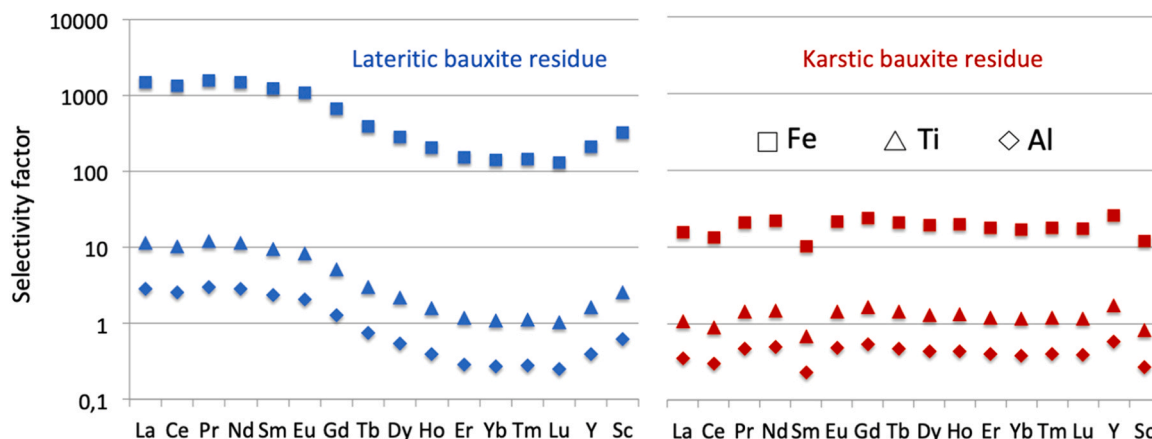 10000
1000
100
10
1
0,1
Selectivity factor
Lateritic bauxite residue
Karstic bauxite residue
Fe Ti Al
La Ce Pr Nd Sm Eu Gd Tb Dy Ho Er Yb Tm Lu Y Sc
La Ce Pr Nd Sm Eu Gd Tb Dy Ho Er Yb Tm Lu Y Sc